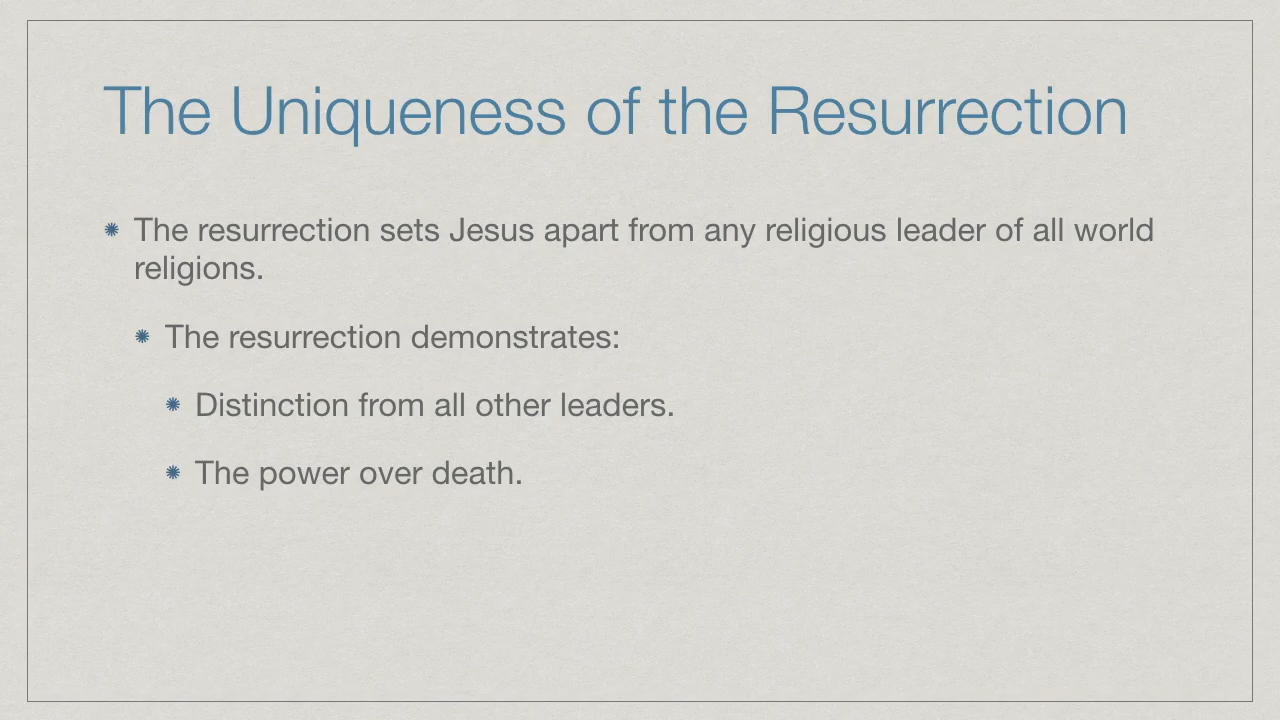 The Uniqueness of the Resurrection
The resurrection sets Jesus apart from any religious leader of all world
religions.
The resurrection demonstrates:
Distinction from all other leaders.
The power over death.